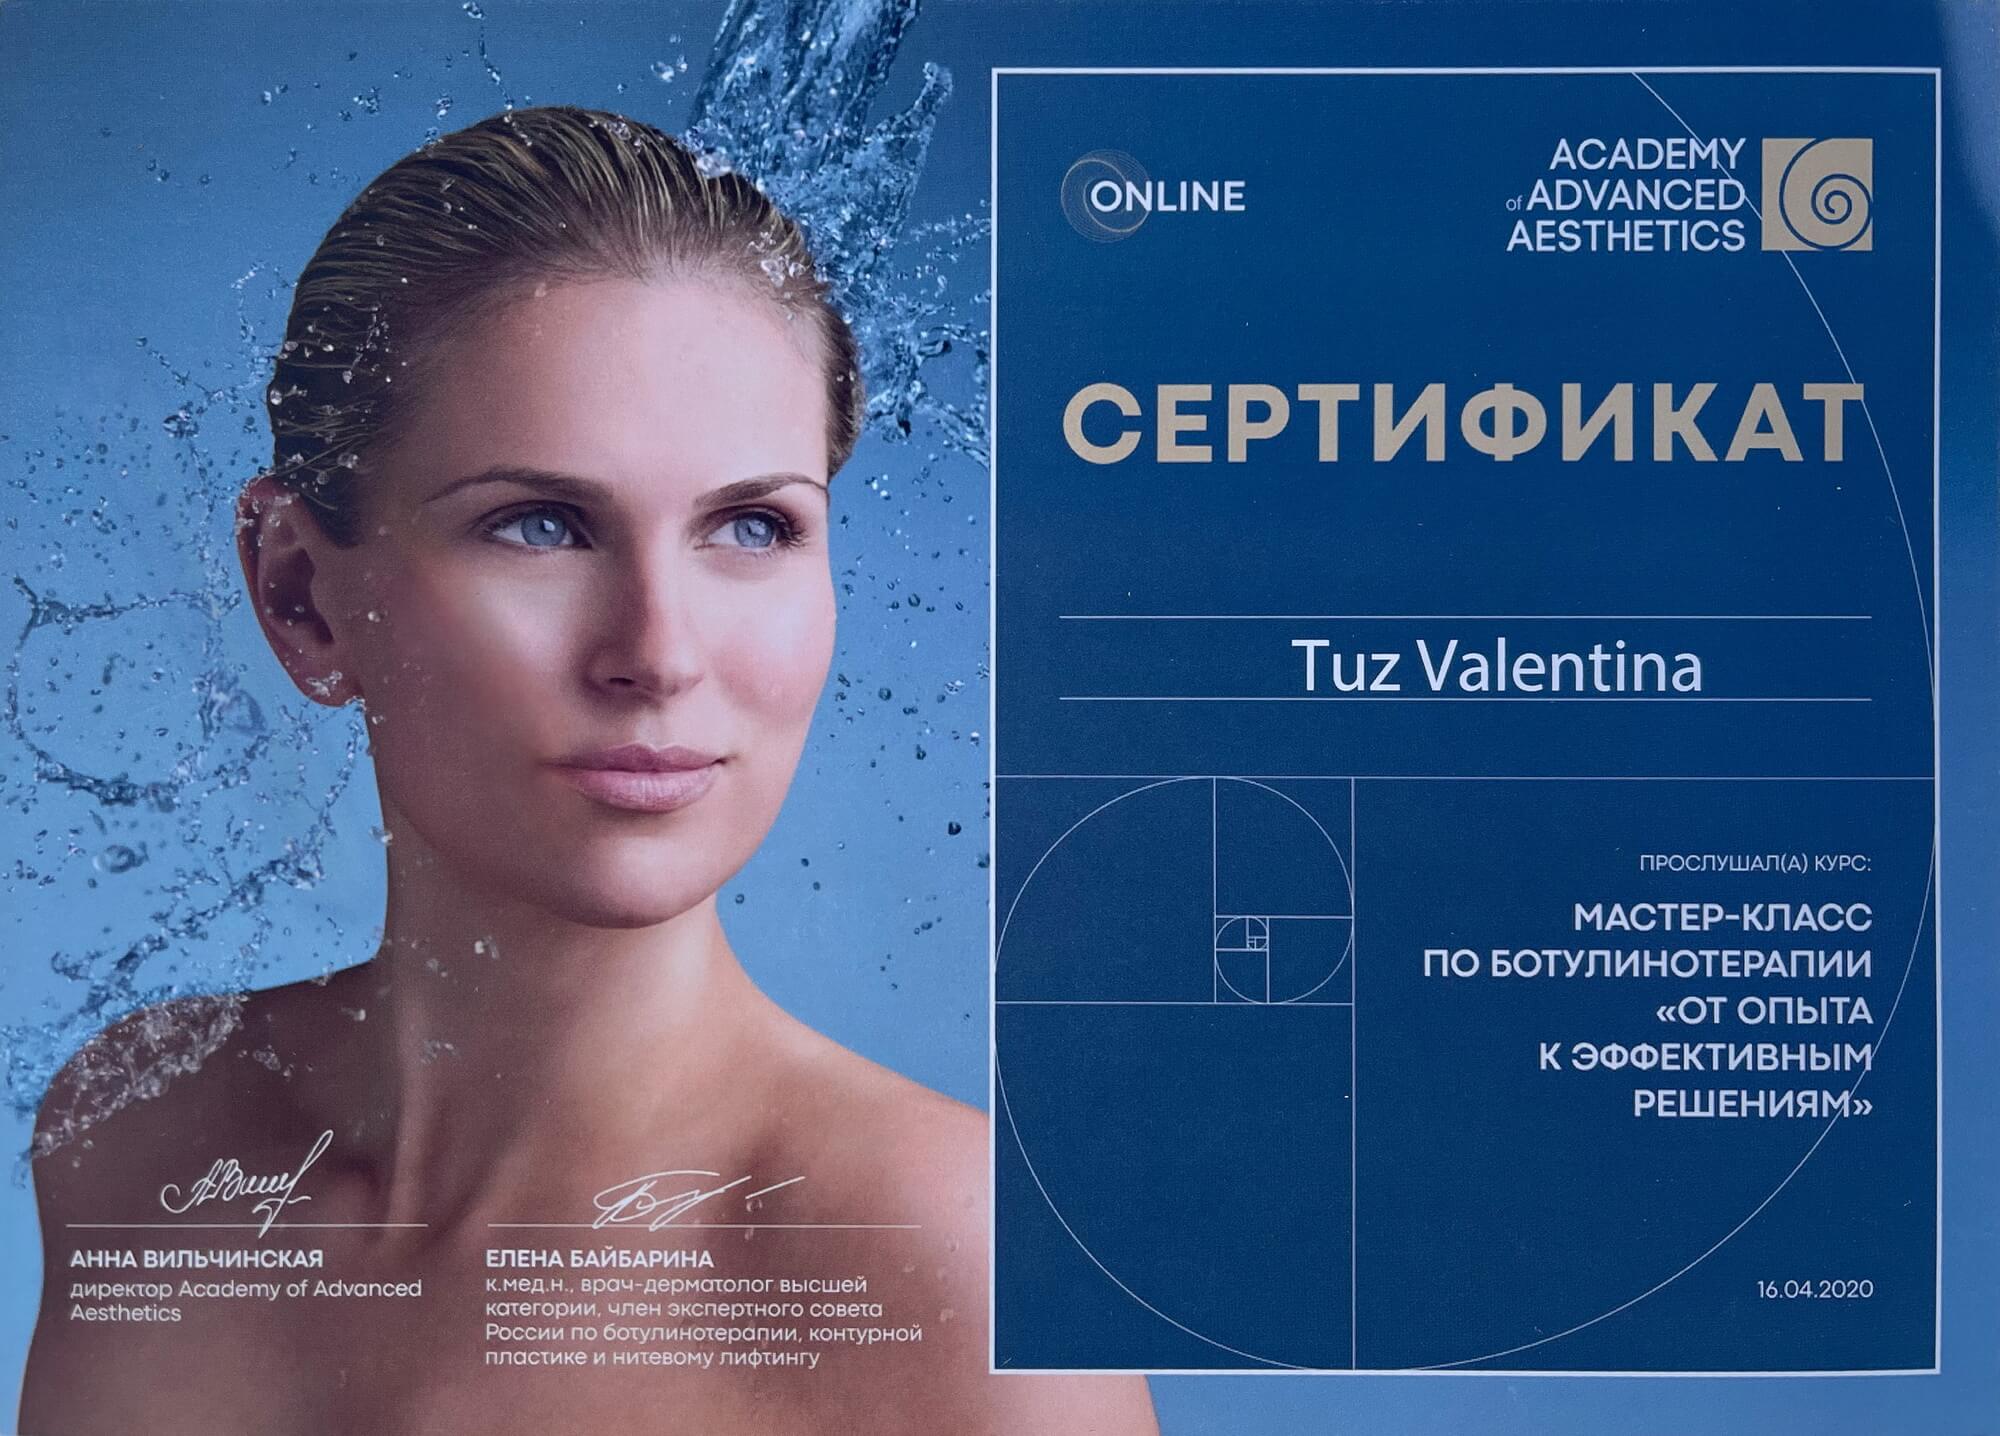 ONLINE
ACADEMY
of ADVANCED
AESTHETICS
СЕРТИФИКАТ
Tuz Valentina
ПРОСЛУШАЛ(А) КУРС:
МАСТЕР-КЛАСС
ПО БОТУЛИНОТЕРАПИИ
«ОТ ОПЫТА
К ЭФФЕКТИВНЫМ
РЕШЕНИЯМ»
16.04.2020
АННА ВИЛЬЧИНСКАЯ
директор Academy of Advanced
Aesthetics
ЕЛЕНА БАЙБАРИНА
к.мед.н., врач-дерматолог высшей
категории, член экспертного совета
России по ботулинотерапии, контурной
пластике и нитевому лифтингу